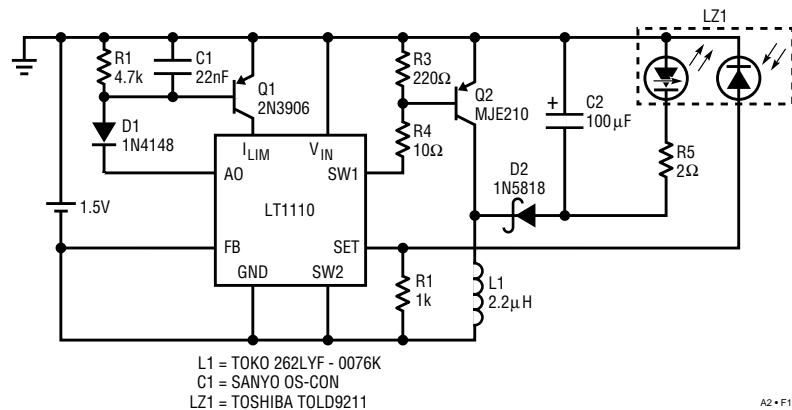 LZ1
R1
4.7k
C1
22nF
Q1
2N3906
R3
220Ω
Q2
MJE210
+
C2
100µF
D1
1N4148
R4
10Ω
D2
1N5818
R5
2Ω
I LIM
V IN
AO
SW1
1.5V
LT1110
FB
SET
GND
SW2
R1
1k
L1
2.2µH
L1 = TOKO 262LYF - 0076K
C1 = SANYO OS-CON
LZ1 = TOSHIBA TOLD9211
A2 • F1